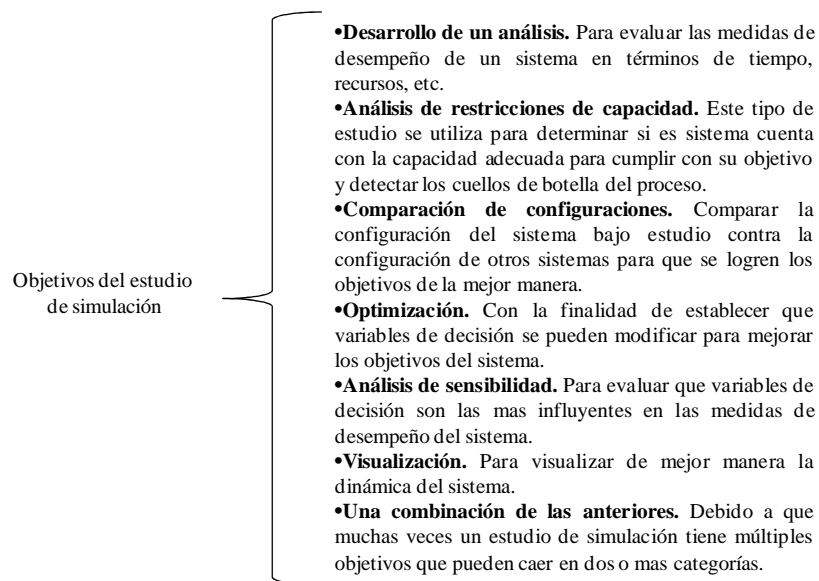 Objetivos del estudio
de simulación
•Desarrollo de un análisis. Para evaluar las medidas de
desempeño de un sistema en términos de tiempo,
recursos, etc.
•Análisis de restricciones de capacidad. Este tipo de
estudio se utiliza para determinar si es sistema cuenta
con la capacidad adecuada para cumplir con su objetivo
y detectar los cuellos de botella del proceso.
•Comparación de configuraciones. Comparar la
configuración del sistema bajo estudio contra la
configuración de otros sistemas para que se logren los
objetivos de la mejor manera.
•Optimización. Con la finalidad de establecer que
variables de decisión se pueden modificar para mejorar
los objetivos del sistema.
•Análisis de sensibilidad. Para evaluar que variables de
decisión son las mas influyentes en las medidas de
desempeño del sistema.
•Visualización. Para visualizar de mejor manera la
dinámica del sistema.
•Una combinación de las anteriores. Debido a que
muchas veces un estudio de simulación tiene múltiples
objetivos que pueden caer en dos o mas categorías.